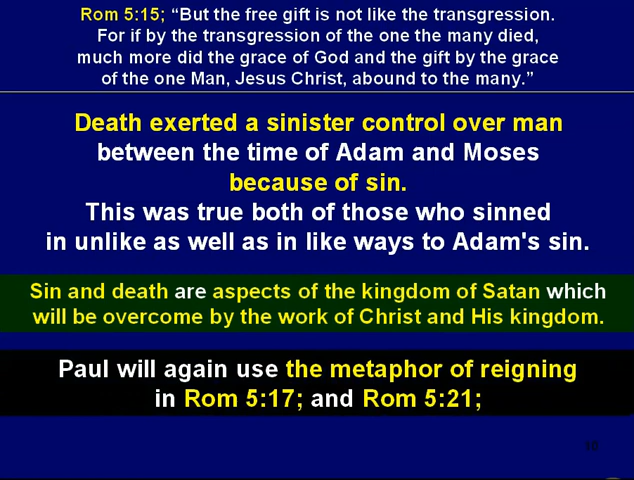 Rom 5:15; “But the free gift is not like the transgression.
For if by the transgression of the one the many died,
much more did the grace of God and the gift by the grace
of the one Man, Jesus Christ, abound to the many.”
Death exerted a sinister control over man
between the time of Adam and Moses
because of sin.
This was true both of those who sinned
in unlike as well as in like ways to Adam's sin.
Sin and death are aspects of the kingdom of Satan which
will be overcome by the work of Christ and His kingdom.
Paul will again use the metaphor of reigning
in Rom 5:17; and Rom 5:21;